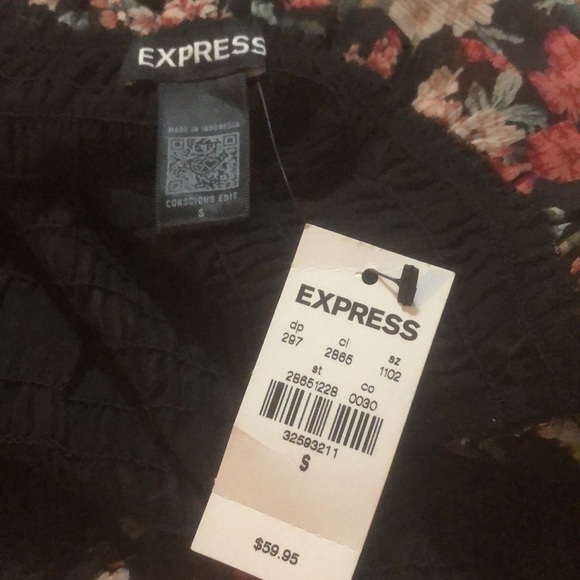 EXPRESS
MADE IN INDONESIA
CONSCIOUS EDIT
S
EXPRESS
dp cl sz
297 2865 1102
st co
28651228 0030
32593211
S
$59.95